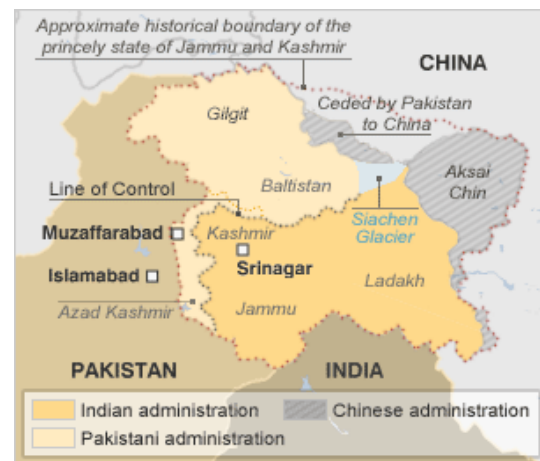 Approximate historical boundary of the
princely state of Jammu and Kashmir
CHINA
Ceded by Pakistan
to China
Gilgit
Aksai
Chin
Baltistan
Line of Control
Siachen
Glacier
Muzaffarabad
Kashmir
Srinagar
Islamabad
Ladakh
Azad Kashmir
Jammu
PAKISTAN
INDIA
Indian administration
Chinese administration
Pakistani administration